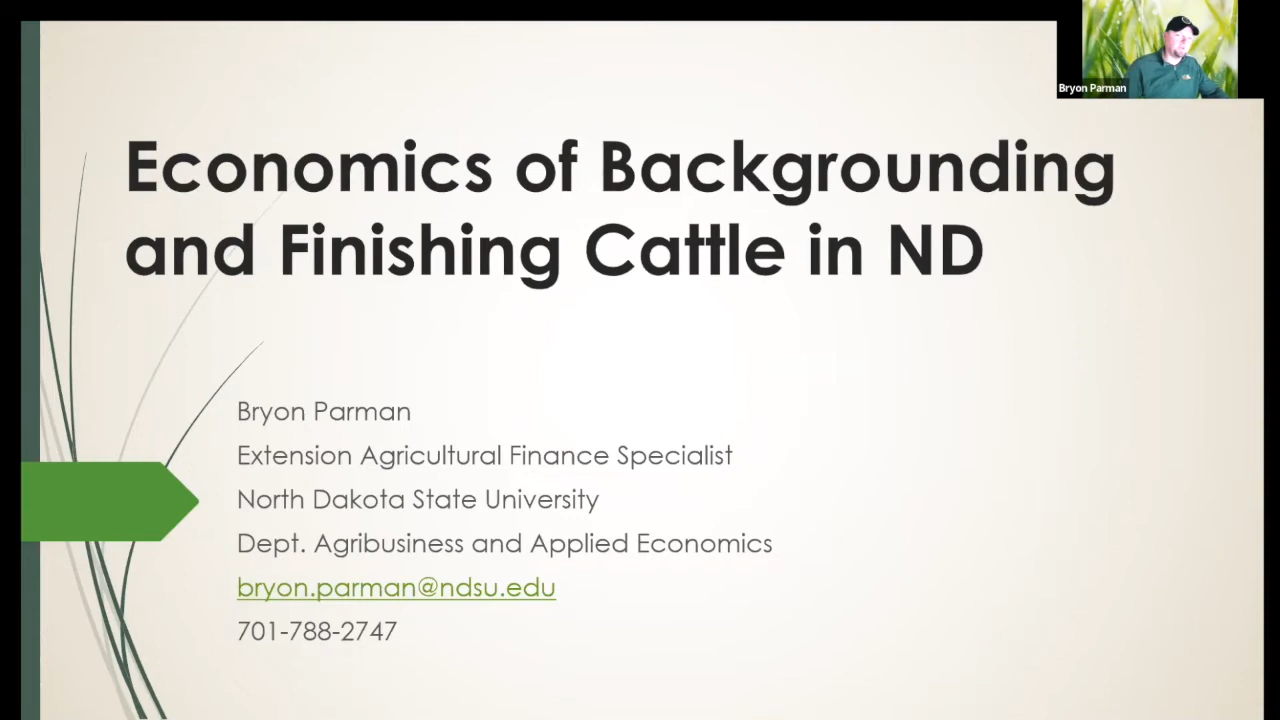 Bryon Parman
Economics of Backgrounding
and Finishing Cattle in ND
Bryon Parman
Extension Agricultural Finance Specialist
North Dakota State University
Dept. Agribusiness and Applied Economics
bryon.parman@ndsu.edu
701-788-2747